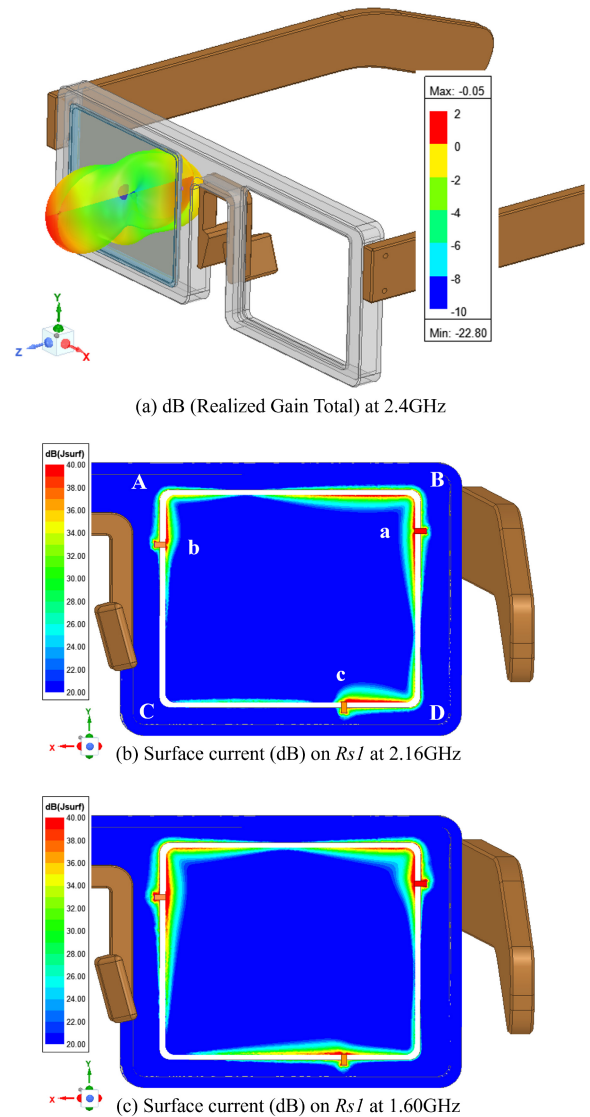 Max: -0.05
2
0
-2
-4
-6
-8
-10
Min: -22.80
Y
Z
X
(a) dB (Realized Gain Total) at 2.4GHz
dB(Jsurf)
40.00
38.00
36.00
34.00
32.00
30.00
28.00
26.00
24.00
22.00
20.00
A
B
a
b
c
C
D
Y
X
(b) Surface current (dB) on Rs1 at 2.16GHz
dB(Jsurf)
40.00
38.00
36.00
34.00
32.00
30.00
28.00
26.00
24.00
22.00
20.00
Y
X
(c) Surface current (dB) on Rs1 at 1.60GHz